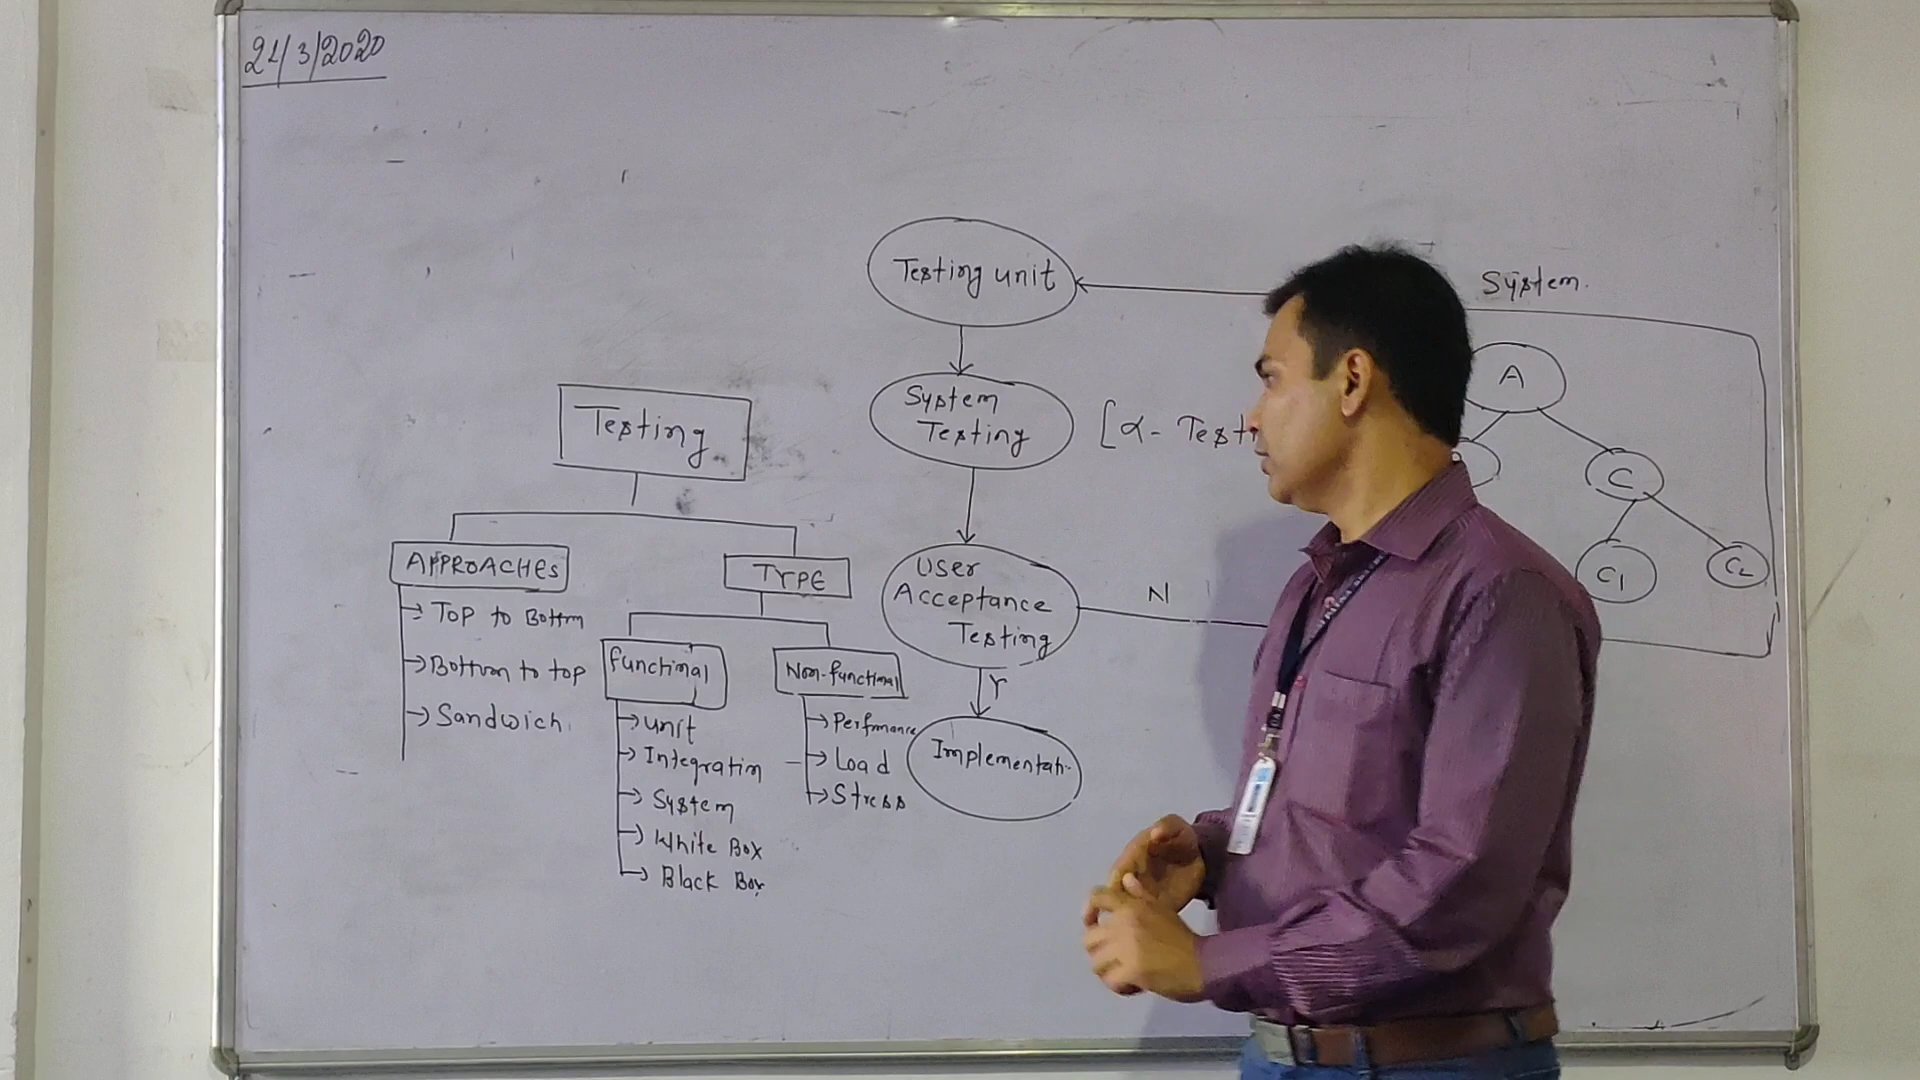 21/3/2020
Testing unit
System.
System
Testing
[α- Testi
User
Acceptance
Testing
N
Y
Implementati..
A
C
C1
C2
Testing
APPROACHES
→ Top to Bottom
→ Bottom to top
→ Sandwich.
TYPE
Functional
→ unit
→ Integration
→ System
→ White Box
→ Black Box
Non-functional
→ Performance
→ Load
→ Stress